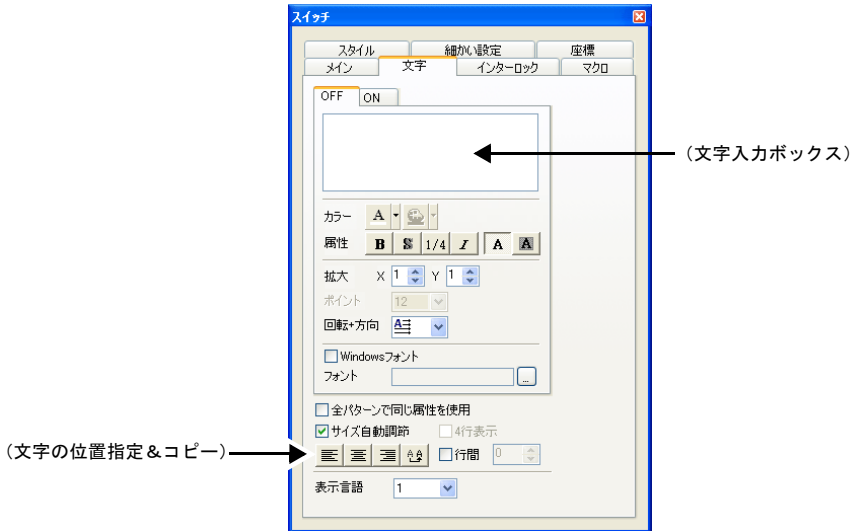 スイッチ
スタイル 細かい設定 座標
メイン 文字 インターロック マクロ
OFF ON
(文字入力ボックス)
カラー A
属性 B S 1/4 I A A
拡大 X 1 Y 1
ポイント 12
回転+方向 A
Windowsフォント
フォント ...
全パターンで同じ属性を使用
サイズ自動調節 4行表示
(文字の位置指定&コピー)
行間 0
表示言語 1